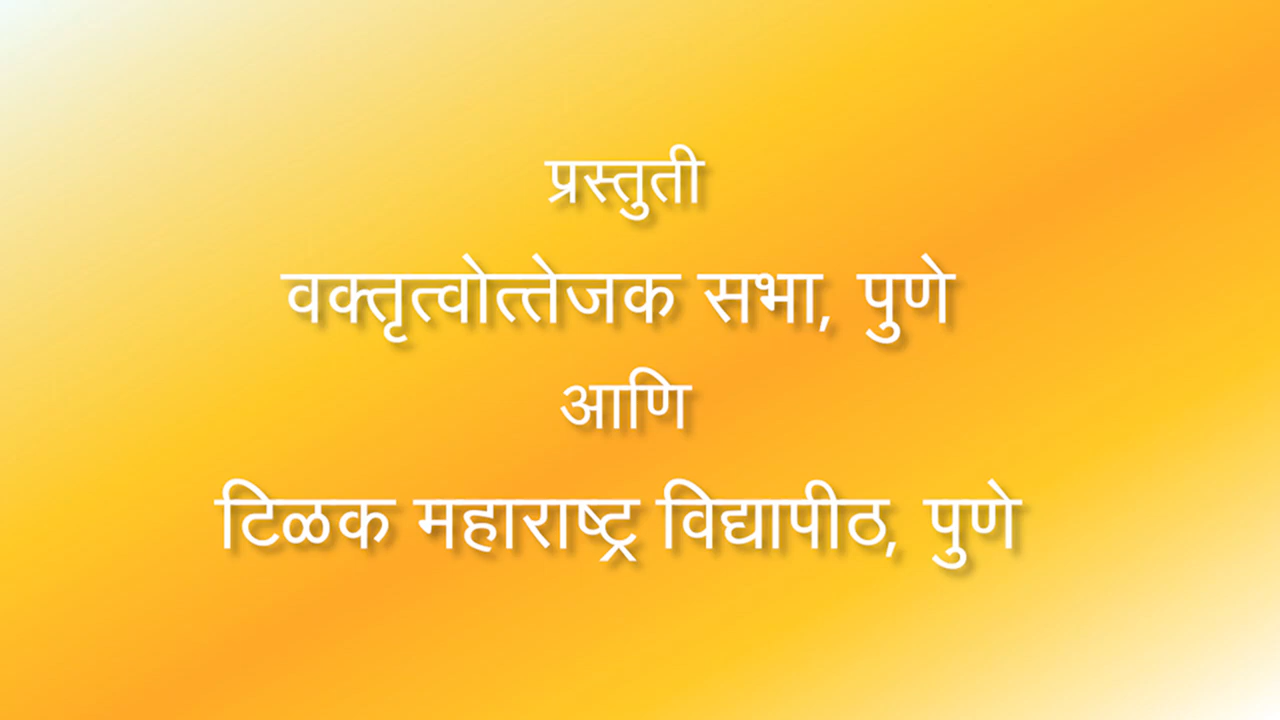 प्रस्तुती
वक्तृत्वोत्तेजक सभा, पुणे
आणि
टिळक महाराष्ट्र विद्यापीठ, पुणे